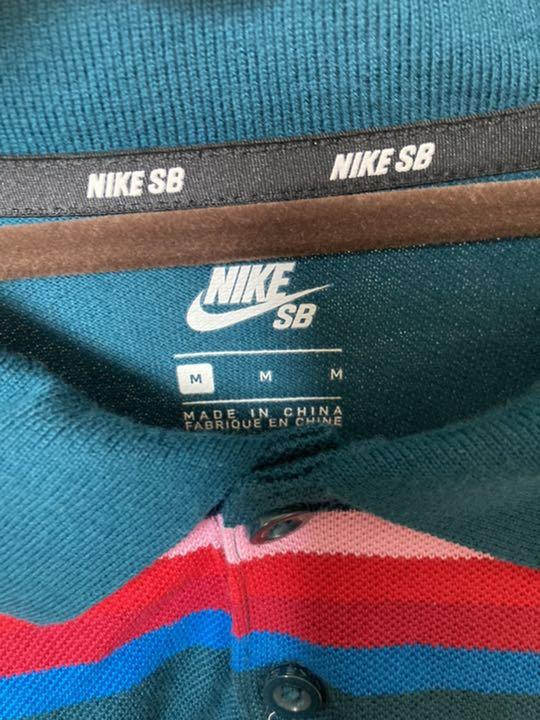 NIKE SB NIKE SB
NIKE
SB
M M M
MADE IN CHINA
FABRIQUE EN CHINE